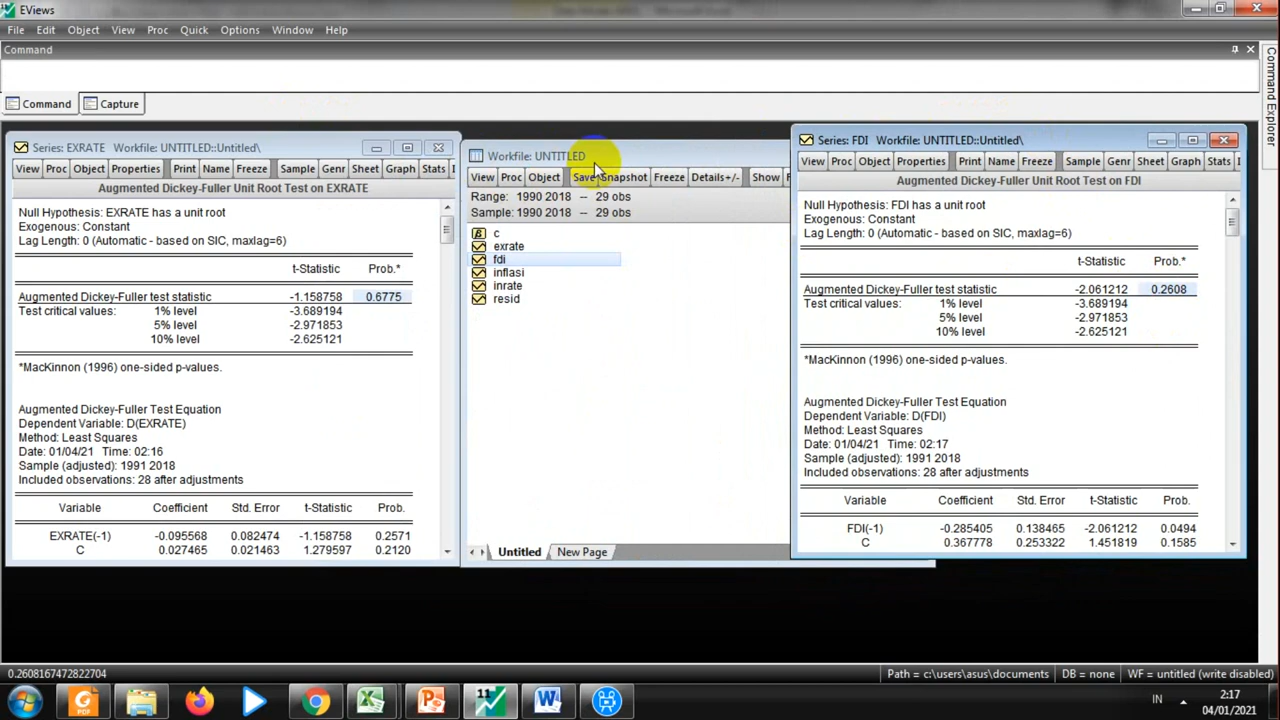 EViews
File Edit Object View Proc Quick Options Window Help
Command
Command Capture
Command Explorer
Series: EXRATE Workfile: UNTITLED::Untitled\
View Proc Object Properties Print Name Freeze Sample Genr Sheet Graph Stats I
Augmented Dickey-Fuller Unit Root Test on EXRATE
Null Hypothesis: EXRATE has a unit root
Exogenous: Constant
Lag Length: 0 (Automatic - based on SIC, maxlag=6)
t-Statistic Prob.*
Augmented Dickey-Fuller test statistic -1.158758 0.6775
Test critical values: 1% level -3.689194
5% level -2.971853
10% level -2.625121
*MacKinnon (1996) one-sided p-values.
Augmented Dickey-Fuller Test Equation
Dependent Variable: D(EXRATE)
Method: Least Squares
Date: 01/04/21 Time: 02:16
Sample (adjusted): 1991 2018
Included observations: 28 after adjustments
Variable Coefficient Std. Error t-Statistic Prob.
EXRATE(-1) -0.095568 0.082474 -1.158758 0.2571
C 0.027465 0.021463 1.279597 0.2120
Workfile: UNTITLED
View Proc Object Save Snapshot Freeze Details+/- Show F
Range: 1990 2018 -- 29 obs
Sample: 1990 2018 -- 29 obs
c
exrate
fdi
inflasi
inrate
resid
Untitled New Page
Series: FDI Workfile: UNTITLED::Untitled\
View Proc Object Properties Print Name Freeze Sample Genr Sheet Graph Stats I
Augmented Dickey-Fuller Unit Root Test on FDI
Null Hypothesis: FDI has a unit root
Exogenous: Constant
Lag Length: 0 (Automatic - based on SIC, maxlag=6)
t-Statistic Prob.*
Augmented Dickey-Fuller test statistic -2.061212 0.2608
Test critical values: 1% level -3.689194
5% level -2.971853
10% level -2.625121
*MacKinnon (1996) one-sided p-values.
Augmented Dickey-Fuller Test Equation
Dependent Variable: D(FDI)
Method: Least Squares
Date: 01/04/21 Time: 02:17
Sample (adjusted): 1991 2018
Included observations: 28 after adjustments
Variable Coefficient Std. Error t-Statistic Prob.
FDI(-1) -0.285405 0.138465 -2.061212 0.0494
C 0.367778 0.253322 1.451819 0.1585
0.2608167472822704 Path = c:\users\asus\documents DB = none WF = untitled (write disabled)
IN 2:17
04/01/2021